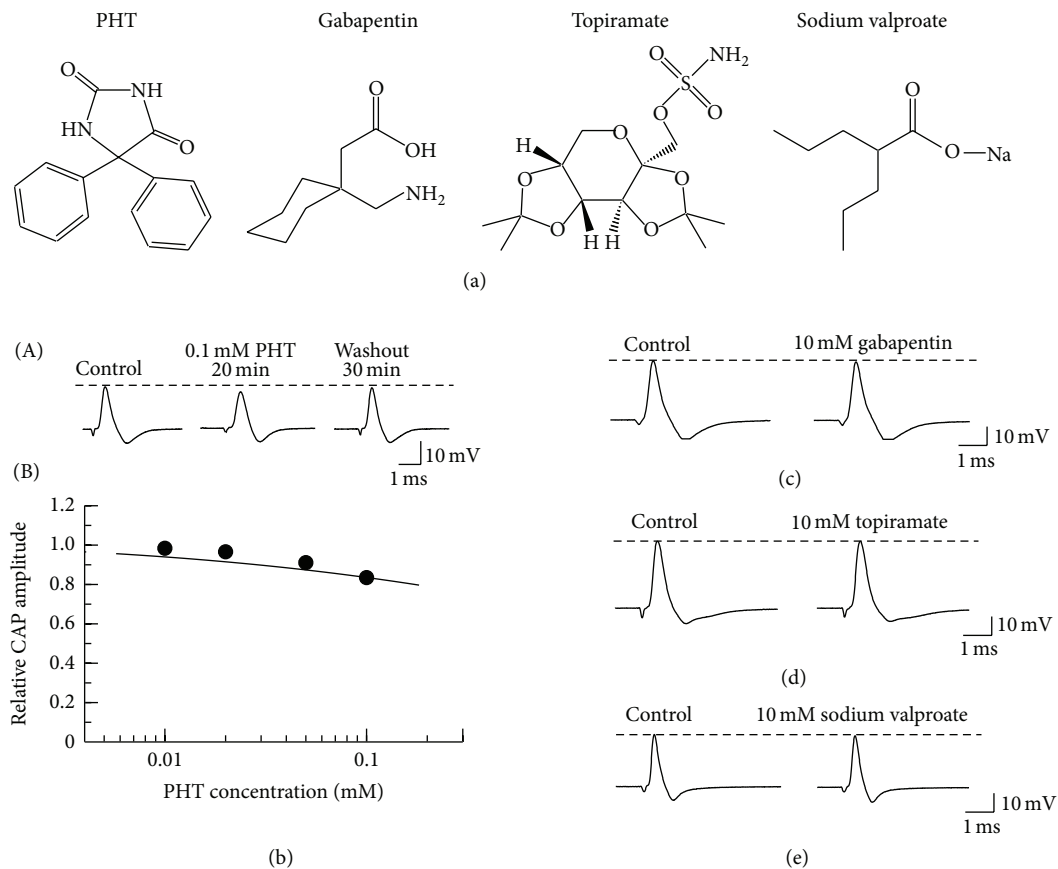 PHT
Gabapentin
Topiramate
Sodium valproate
O
NH
HN
O
O
OH
NH₂
NH₂
O
S
O
O
H
O
O
O
O
O
H H
O
O
Na
(a)
(A)
Control
0.1 mM PHT
20 min
Washout
30 min
10 mV
1 ms
(B)
1.2
1.0
0.8
0.6
0.4
0.2
0
Relative CAP amplitude
0.01
0.1
PHT concentration (mM)
(b)
Control
10 mM gabapentin
10 mV
1 ms
(c)
Control
10 mM topiramate
10 mV
1 ms
(d)
Control
10 mM sodium valproate
10 mV
1 ms
(e)